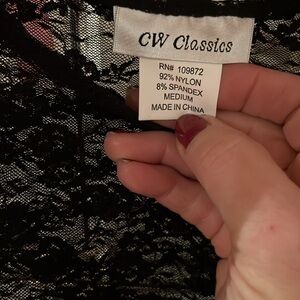 CW Classics
RN# 109872
92% NYLON
8% SPANDEX
MEDIUM
MADE IN CHINA